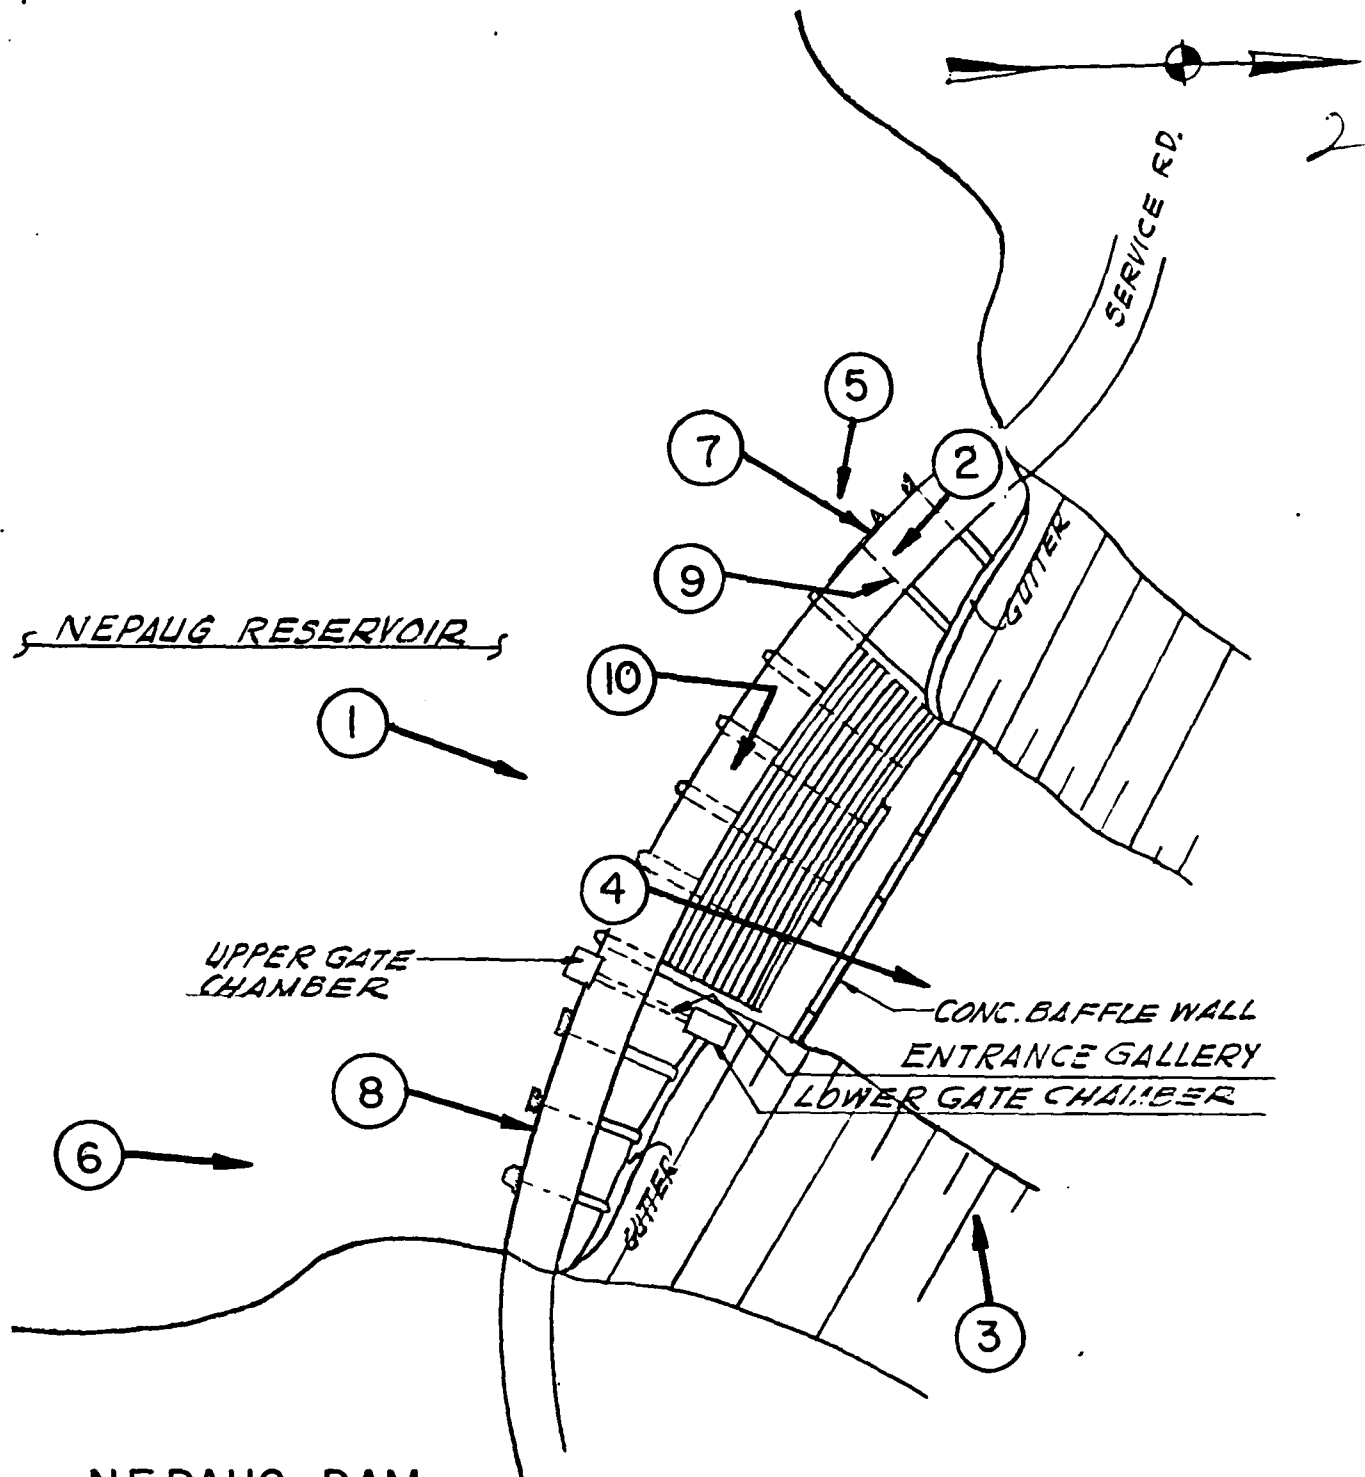 2
SERVICE RD.
5
7
2
9
GUTTER
NEPAUG RESERVOIR
10
1
4
UPPER GATE
CHAMBER
CONC. BAFFLE WALL
ENTRANCE GALLERY
LOWER GATE CHAMBER
8
6
GUTTER
3
NEPAUG DAM